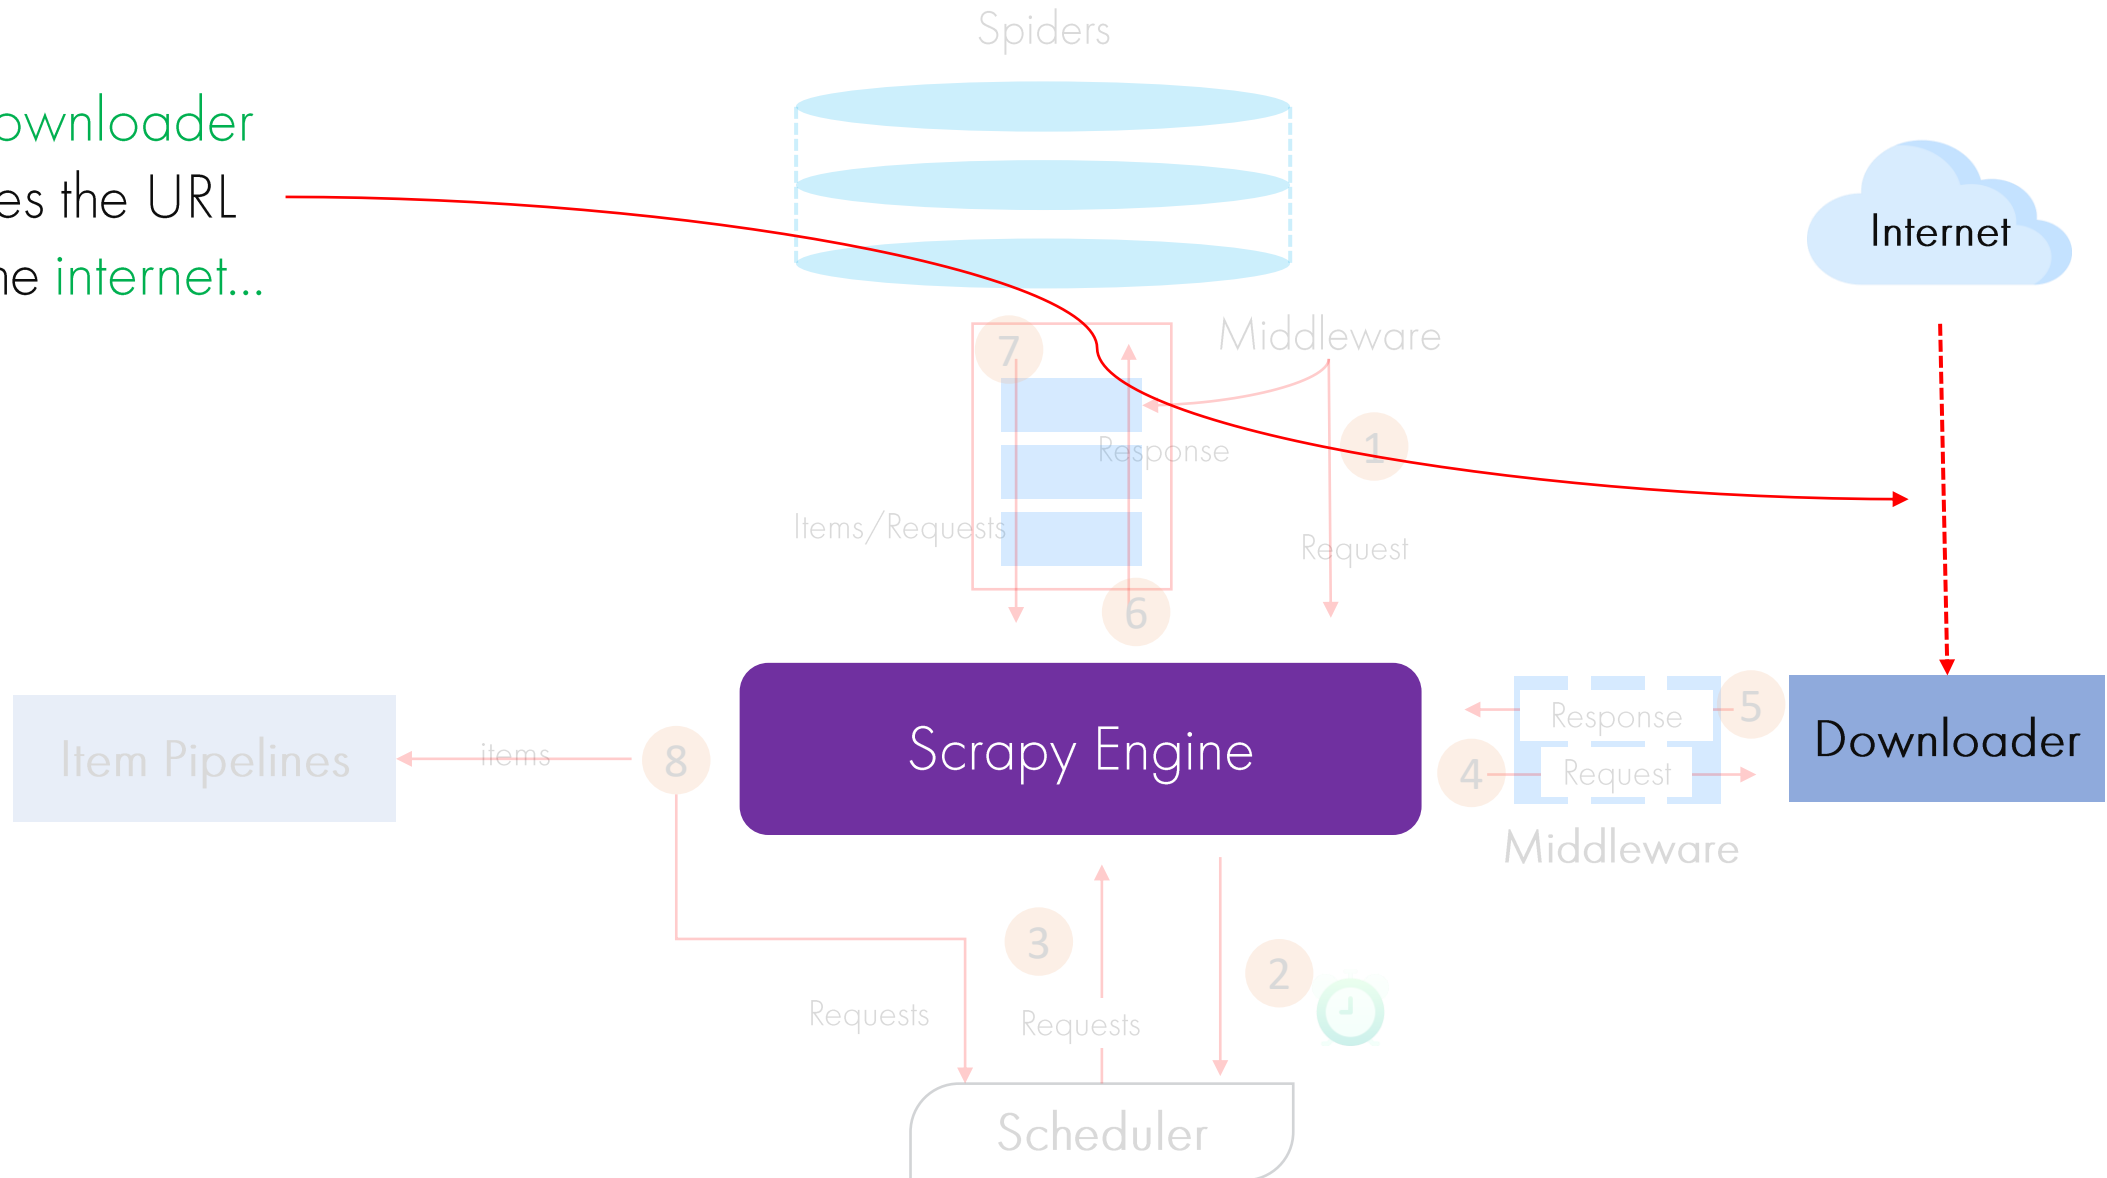 Spiders
ownloader
es the URL
ne internet...
Internet
7
Middleware
1
Response
Items/Requests
Request
6
Scrapy Engine
Item Pipelines
items
8
Response
5
4
Request
Downloader
Middleware
3
2
Requests
Requests
Scheduler